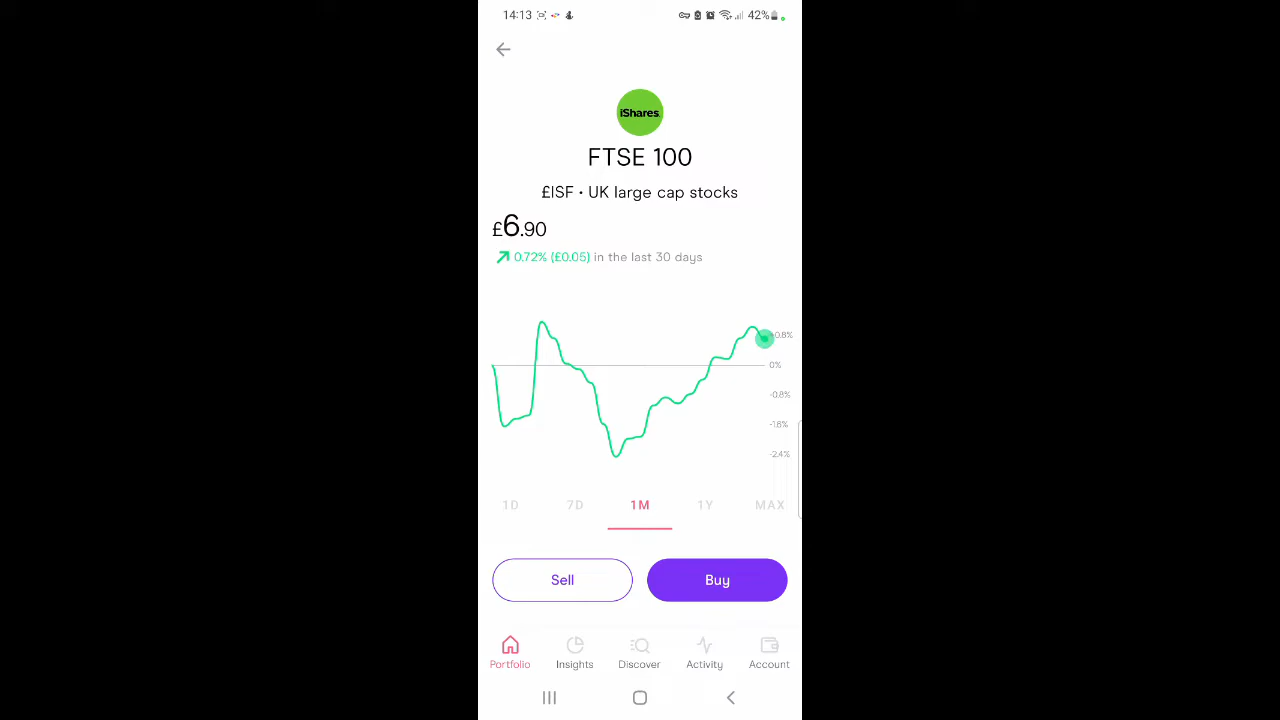 14:13 42%
iShares.
FTSE 100
£ISF • UK large cap stocks
£6.90
0.72% (£0.05) in the last 30 days
0.8%
0%
-0.8%
-1.6%
-2.4%
1D 7D 1M 1Y MAX
Sell Buy
Portfolio Insights Discover Activity Account